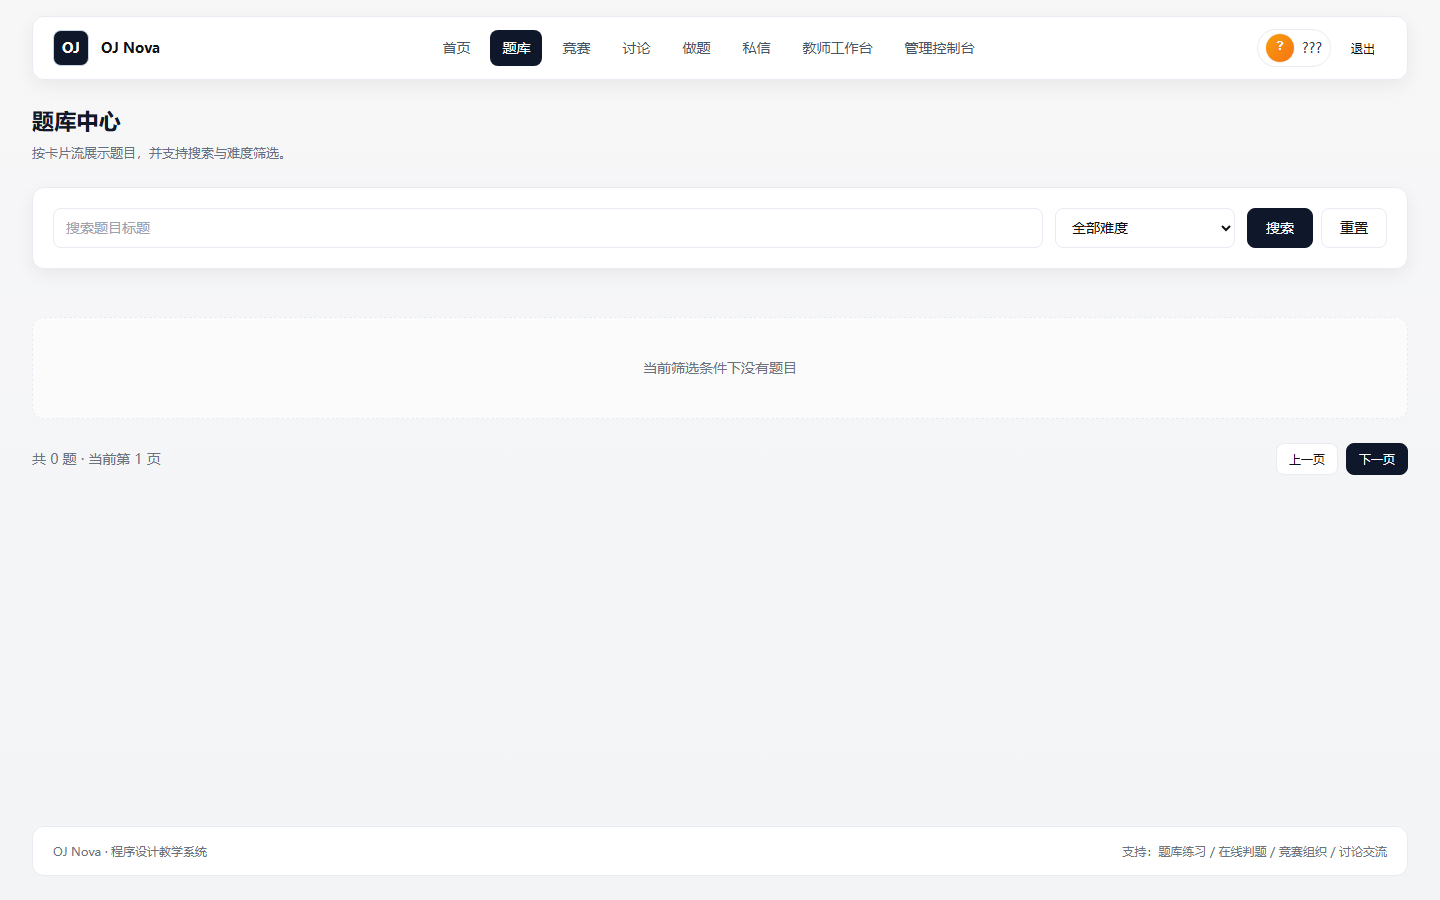 OJ OJ Nova 首页 题库 竞赛 讨论 做题 私信 教师工作台 管理控制台 ? ??? 退出
题库中心
按卡片流展示题目，并支持搜索与难度筛选。
搜索题目标题 全部难度 搜索 重置
当前筛选条件下没有题目
共 0 题 · 当前第 1 页 上一页 下一页
OJ Nova · 程序设计教学系统 支持：题库练习 / 在线判题 / 竞赛组织 / 讨论交流